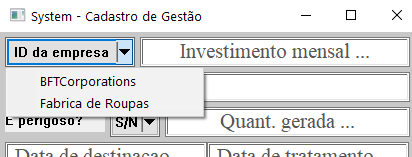 System - Cadastro de Gestão
ID da empresa Investimento mensal ...
BFTCorporations
Fabrica de Roupas
É perigoso? S/N Quant. gerada ...
Data de destinação Data de tratamento